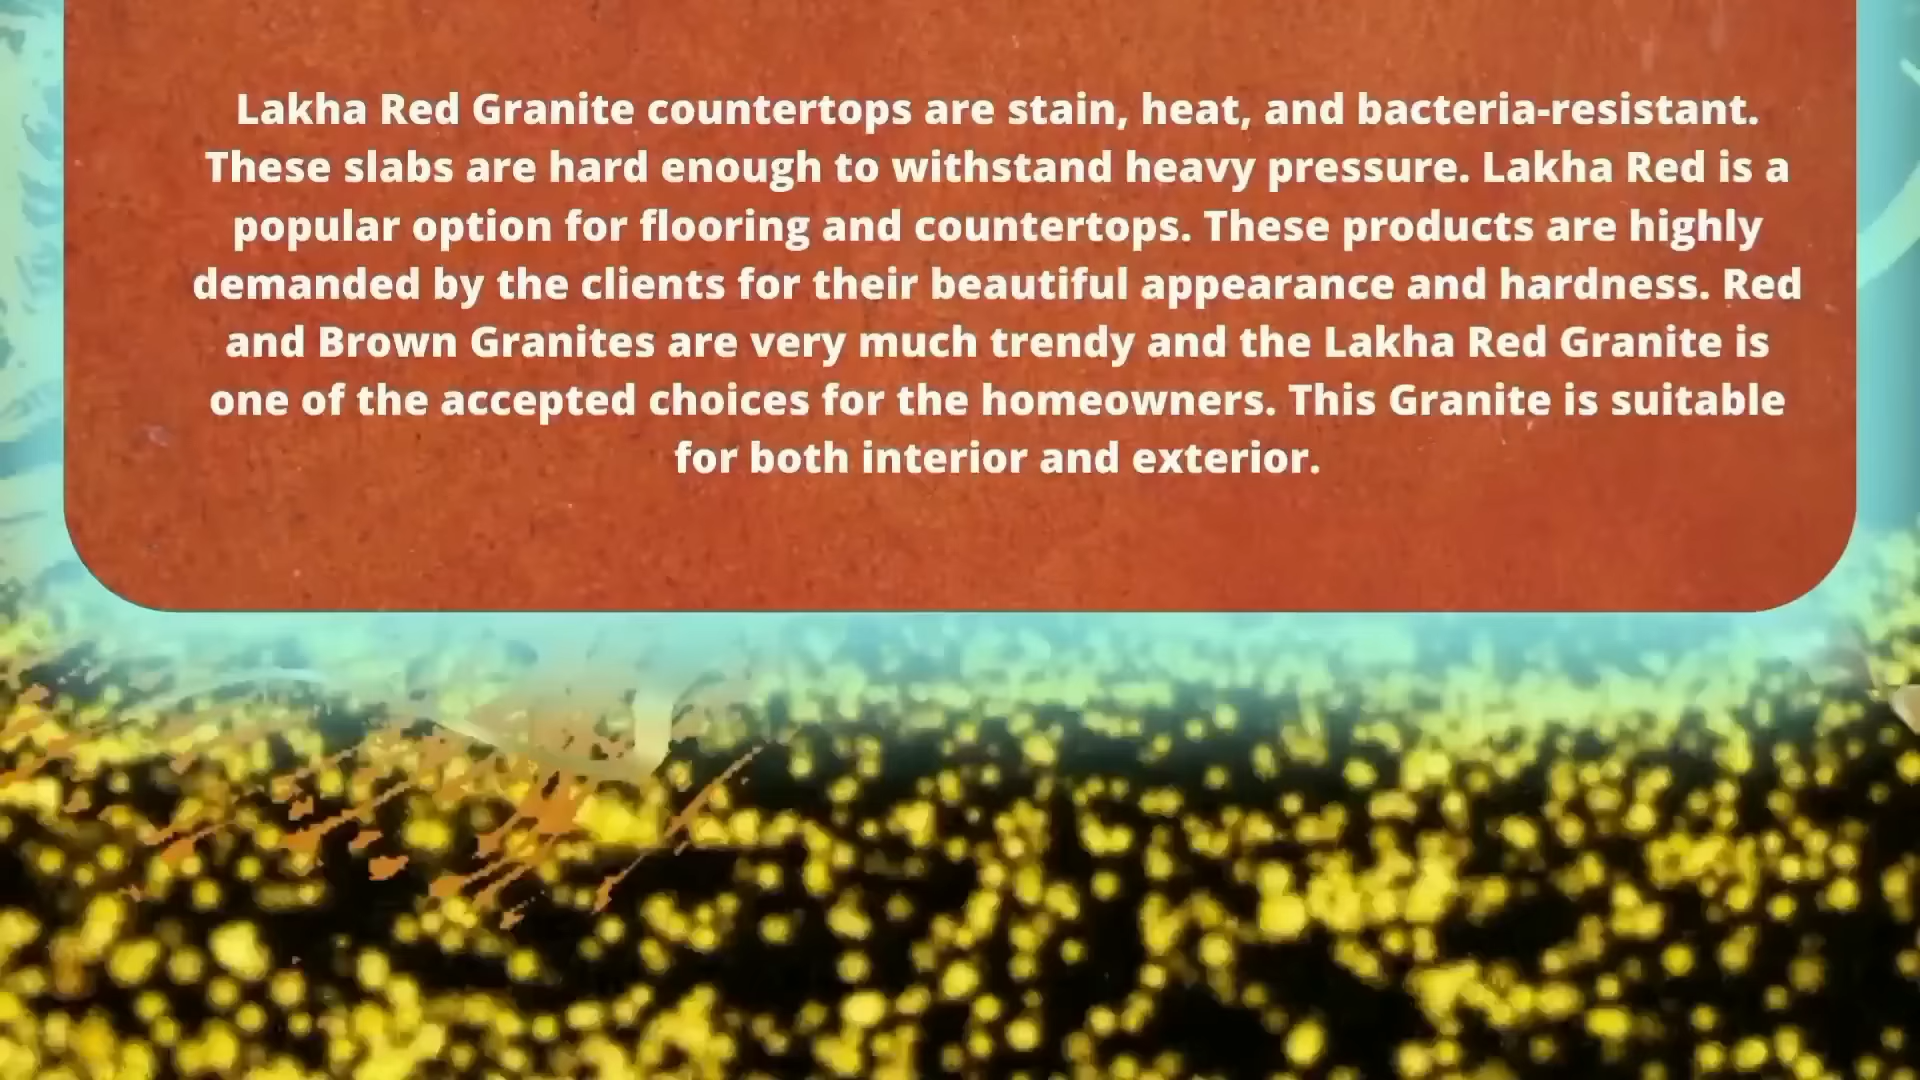 Lakha Red Granite countertops are stain, heat, and bacteria-resistant.
These slabs are hard enough to withstand heavy pressure. Lakha Red is a
popular option for flooring and countertops. These products are highly
demanded by the clients for their beautiful appearance and hardness. Red
and Brown Granites are very much trendy and the Lakha Red Granite is
one of the accepted choices for the homeowners. This Granite is suitable
for both interior and exterior.